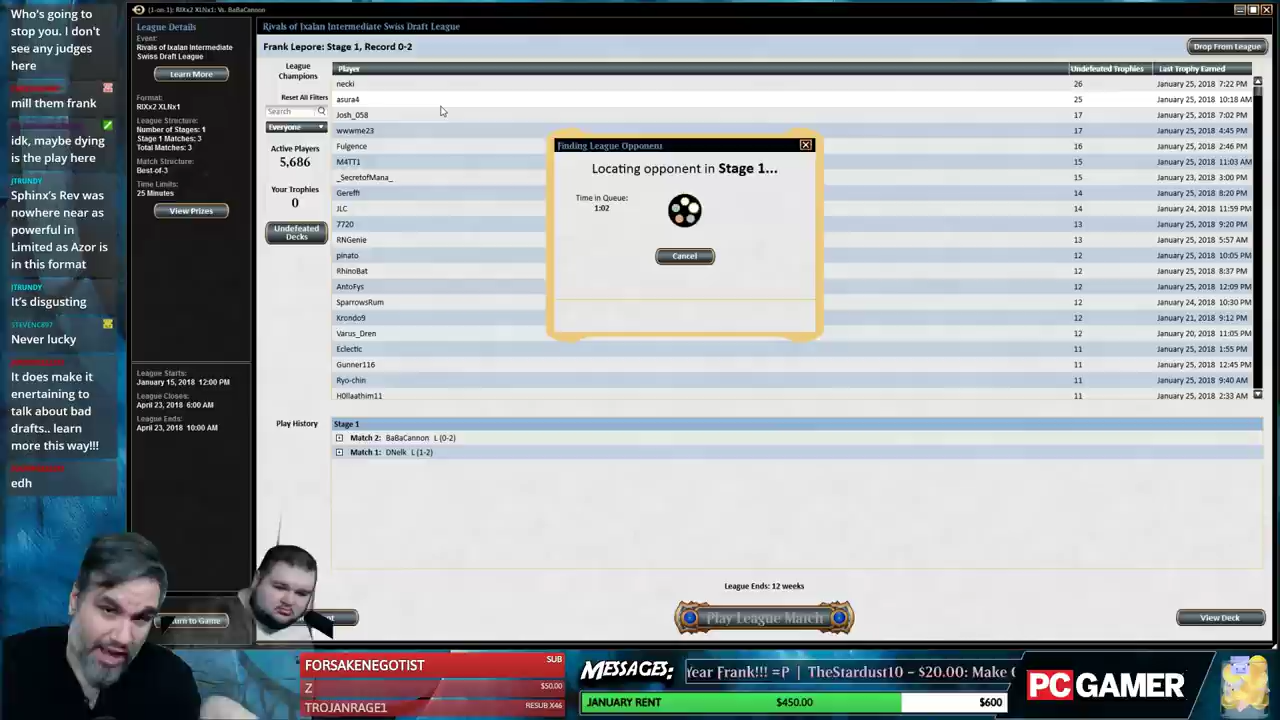 Who's going to
stop you. I don't
see any judges
here
mill them frank
idk, maybe dying
is the play here
JTRUNDY
Sphinx's Rev was
nowhere near as
powerful in
Limited as Azor is
in this format
JTRUNDY
It's disgusting
STEVENC897
Never lucky
It does make it
enertaining to
talk about bad
drafts.. learn
more this way!!!
edh
(1-on-1): RIXx2 XLNx1: Vs. BaBaCannon
League Details
Event:
Rivals of Ixalan Intermediate
Swiss Draft League
Learn More
Format:
RIXx2 XLNx1
League Structure:
Number of Stages: 1
Stage 1 Matches: 3
Total Matches: 3
Match Structure:
Best-of-3
Time Limits:
25 Minutes
View Prizes
League Starts:
January 15, 2018 12:00 PM
League Closes:
April 23, 2018 6:00 AM
League Ends:
April 23, 2018 10:00 AM
Return to Game
Rivals of Ixalan Intermediate Swiss Draft League
Frank Lepore: Stage 1, Record 0-2
Drop From League
League
Champions
Reset All Filters
Search
Everyone
Active Players
5,686
Your Trophies
0
Undefeated
Decks
Player Undefeated Trophies Last Trophy Earned
necki 26 January 25, 2018 7:22 PM
asura4 25 January 25, 2018 10:18 AM
Josh_058 17 January 25, 2018 7:02 PM
wwwme23 17 January 25, 2018 4:45 PM
Fulgence 16 January 25, 2018 2:46 PM
M4TT1 15 January 25, 2018 11:03 AM
_SecretofMana_ 15 January 23, 2018 3:00 PM
Gerefft 14 January 25, 2018 8:20 PM
JLC 14 January 24, 2018 11:59 PM
7720 13 January 25, 2018 9:20 PM
RNGenie 13 January 25, 2018 5:57 AM
pinato 12 January 25, 2018 10:05 PM
RhinoBat 12 January 25, 2018 8:37 PM
AntoFys 12 January 25, 2018 12:09 PM
SparrowsRum 12 January 24, 2018 10:30 PM
Krondo9 12 January 21, 2018 9:12 PM
Varus_Dren 12 January 20, 2018 11:05 PM
Eclectic 11 January 25, 2018 1:55 PM
Gunner116 11 January 25, 2018 12:45 PM
Ryo-chin 11 January 25, 2018 9:40 AM
H0llaathim11 11 January 25, 2018 2:33 AM
Finding League Opponent
Locating opponent in Stage 1...
Time in Queue:
1:02
Cancel
Play History
Stage 1
Match 2: BaBaCannon L (0-2)
Match 1: DNelk L (1-2)
League Ends: 12 weeks
Play League Match
View Deck
FORSAKENEGOTIST SUB
Z $50.00
TROJANRAGE1 RESUB X46
MESSAGES:
Year Frank!!! =P | TheStardust10 – $20.00: Make
JANUARY RENT $450.00 $600
PC GAMER